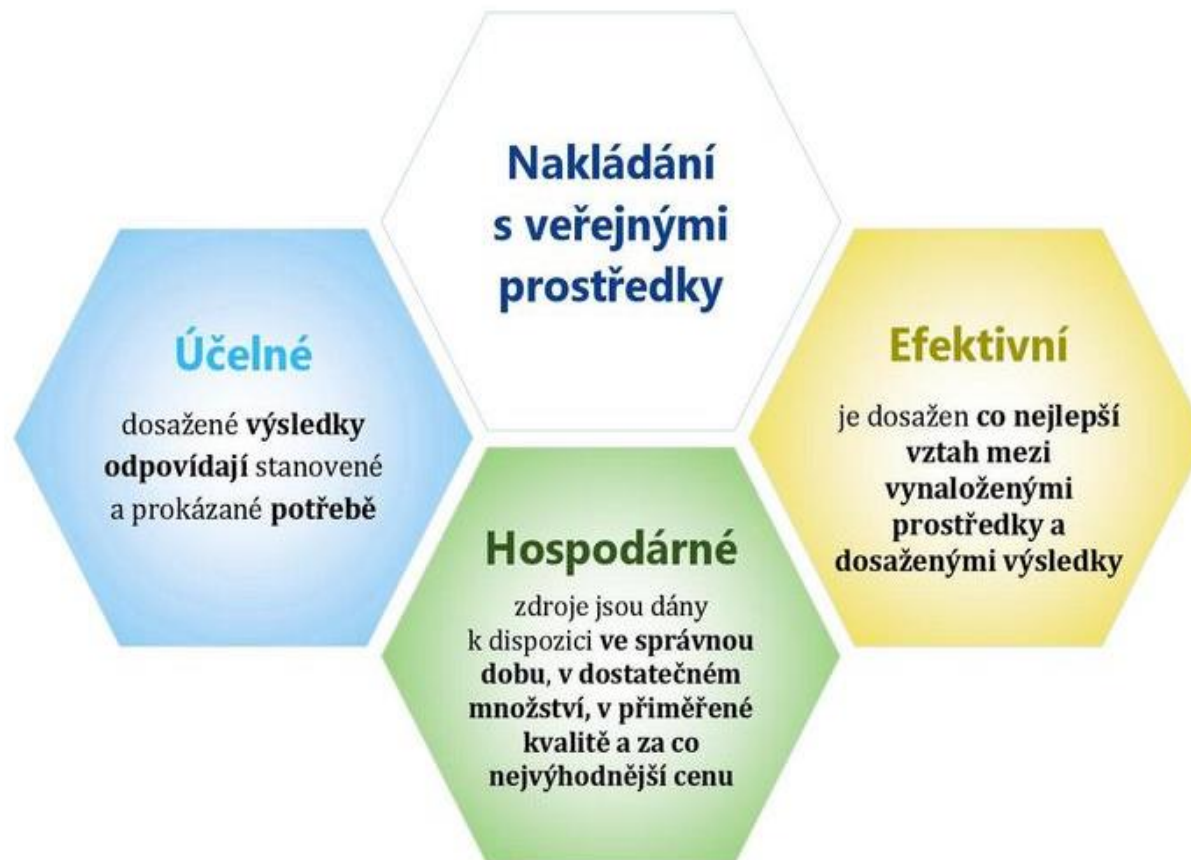 Nakládání
s veřejnými
prostředky
Účelné
dosažené výsledky
odpovídají stanovené
a prokázané potřebě
Hospodárné
zdroje jsou dány
k dispozici ve správnou
dobu, v dostatečném
množství, v přiměřené
kvalitě a za co
nejvýhodnější cenu
Efektivní
je dosažen co nejlepší
vztah mezi
vynaloženými
prostředky a
dosaženými výsledky